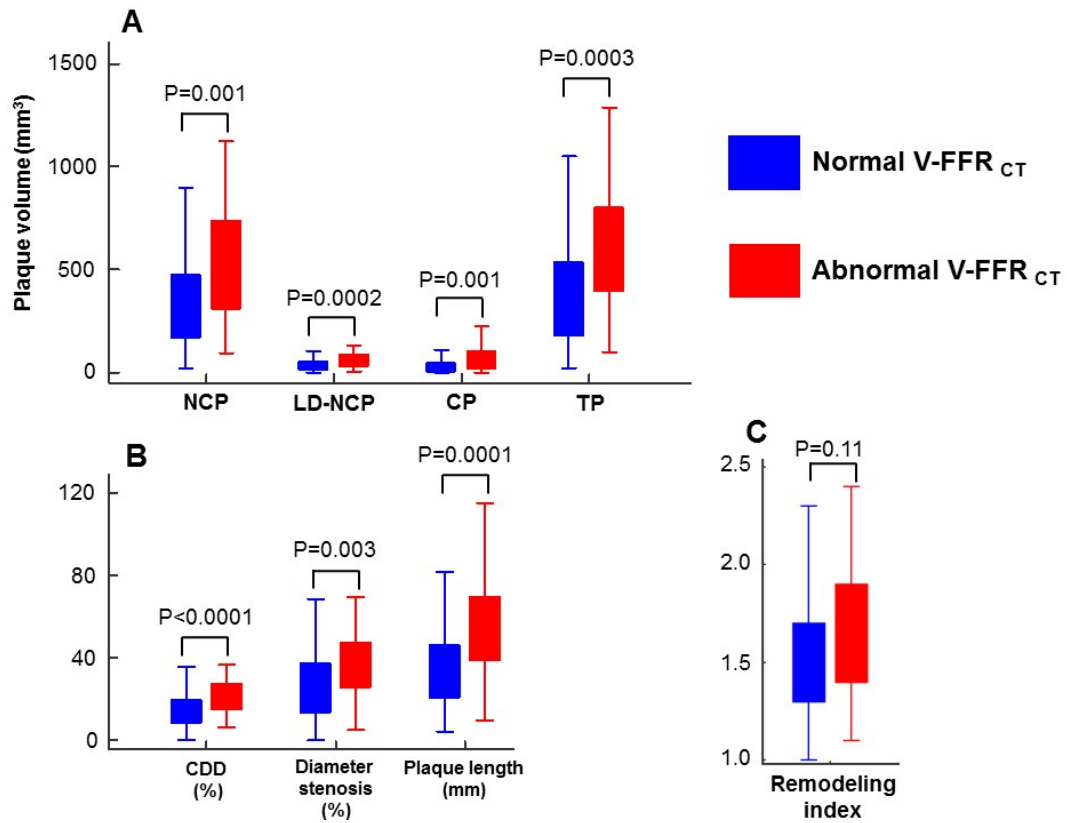 A
Plaque volume (mm³)
1500
1000
500
0
P=0.001
P=0.0002
P=0.001
P=0.0003
NCP
LD-NCP
CP
TP
Normal V-FFR CT
Abnormal V-FFR CT
B
120
80
40
0
P<0.0001
P=0.003
P=0.0001
CDD
(%)
Diameter
stenosis
(%)
Plaque length
(mm)
C
P=0.11
2.5
2.0
1.5
1.0
Remodeling
index